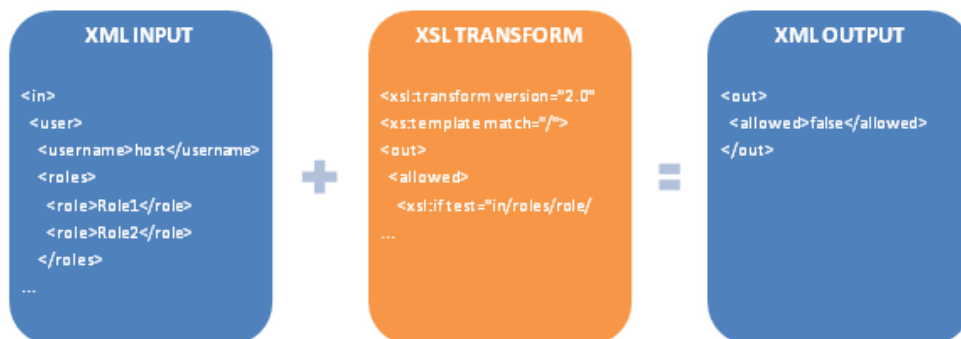 XML INPUT
<in>
<user>
<username>host</username>
<roles>
<role>Role1</role>
<role>Role2</role>
</roles>
...
+
XSL TRANSFORM
<xsl:transform version="2.0"
<xs:template match="/">
<out>
<allowed>
<xsl:if test="in/roles/role/
...
=
XML OUTPUT
<out>
<allowed>false</allowed>
</out>